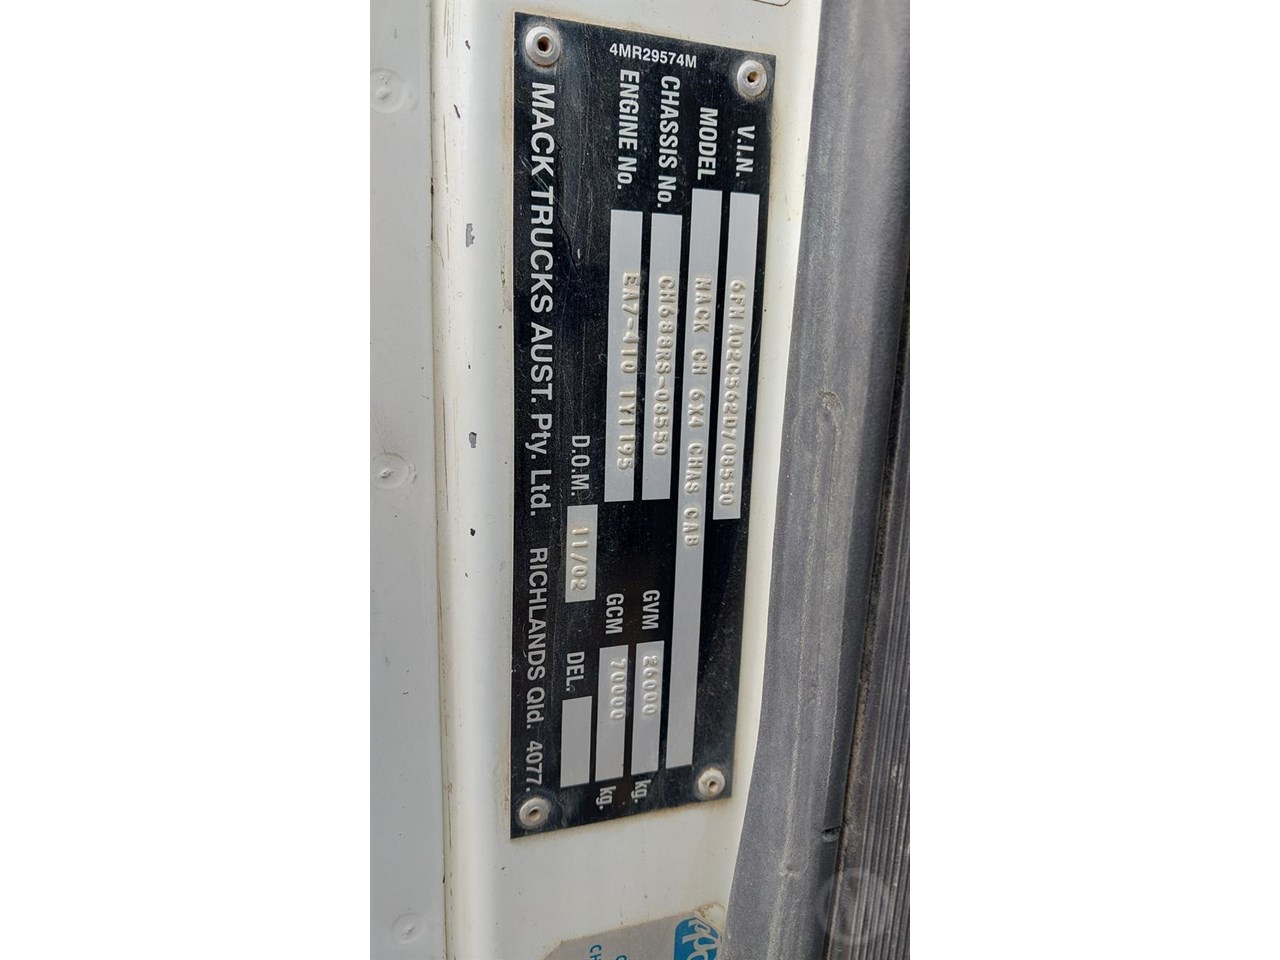 4MR29574M
V.I.N. 6FMA02C562D708550
MODEL MACK CH 6X4 CHAS CAB
CHASSIS No. CH688RS-08550
GVM 26000 kg.
ENGINE No. EA7-410 1Y1195
GCM 70000 kg.
D.O.M. 11/02 DEL.
MACK TRUCKS AUST. Pty. Ltd. RICHLANDS Qld. 4077.